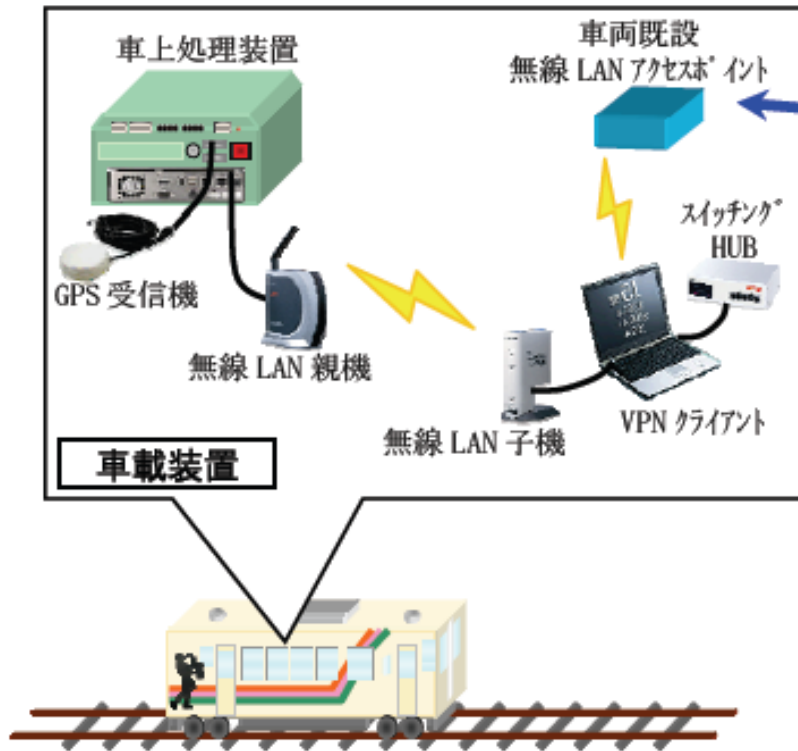 車上処理装置
車両既設
無線 LAN アクセスポイント
スイッチング
HUB
GPS 受信機
無線 LAN 親機
VPN クライアント
無線 LAN 子機
車載装置